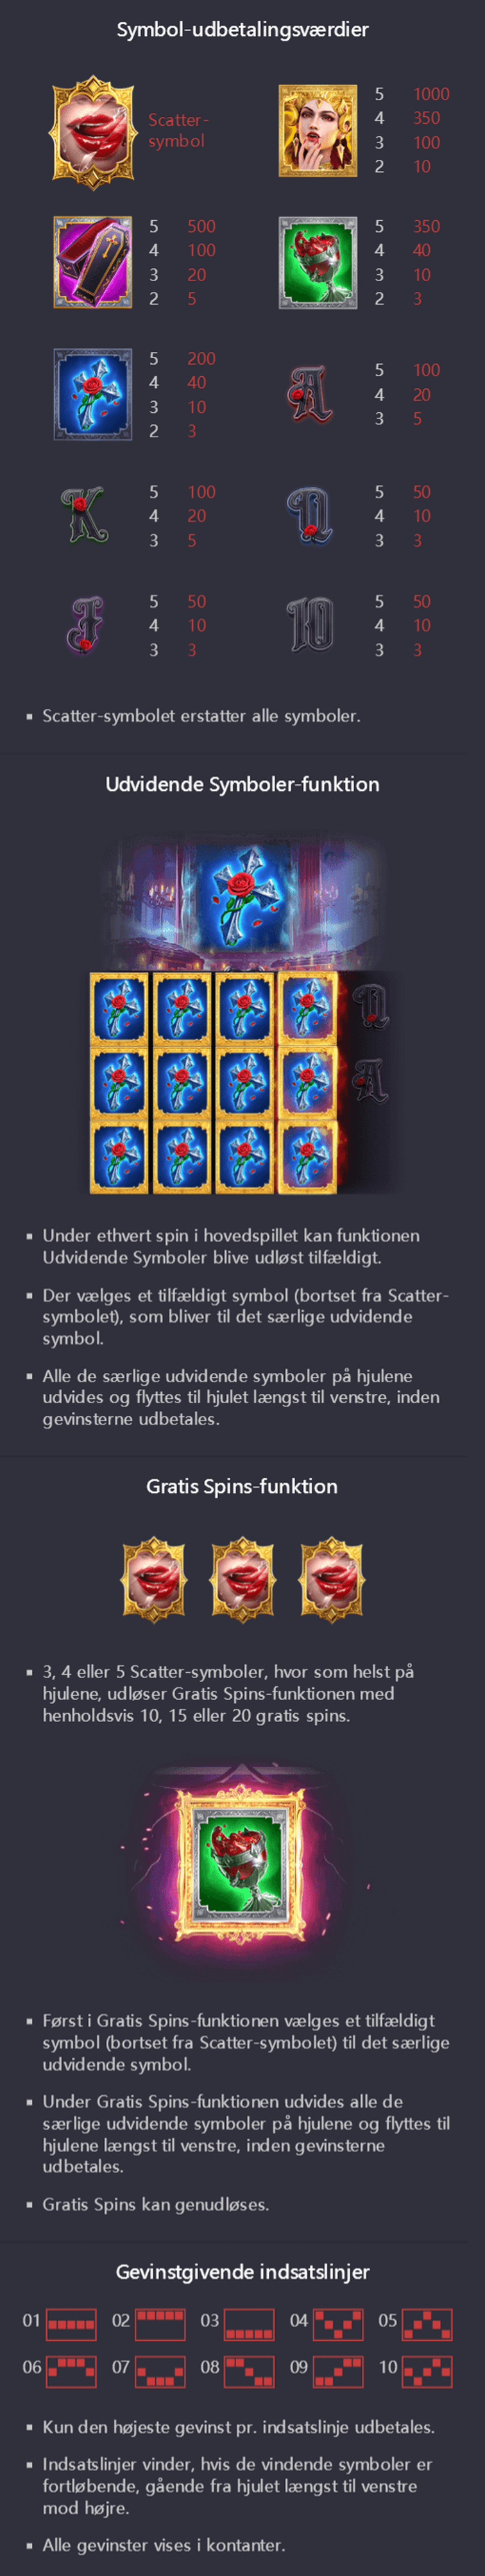 Symbol-udbetalingsværdier
Scatter-
symbol
5 1000
4 350
3 100
2 10
5 500
4 100
3 20
2 5
5 350
4 40
3 10
2 3
5 200
4 40
3 10
2 3
A
5 100
4 20
3 5
K
5 100
4 20
3 5
Q
5 50
4 10
3 3
J
5 50
4 10
3 3
10
5 50
4 10
3 3
▪ Scatter-symbolet erstatter alle symboler.
Udvidende Symboler-funktion
Q
A
▪ Under ethvert spin i hovedspillet kan funktionen
Udvidende Symboler blive udløst tilfældigt.
▪ Der vælges et tilfældigt symbol (bortset fra Scatter-
symbolet), som bliver til det særlige udvidende
symbol.
▪ Alle de særlige udvidende symboler på hjulene
udvides og flyttes til hjulet længst til venstre, inden
gevinsterne udbetales.
Gratis Spins-funktion
▪ 3, 4 eller 5 Scatter-symboler, hvor som helst på
hjulene, udløser Gratis Spins-funktionen med
henholdsvis 10, 15 eller 20 gratis spins.
▪ Først i Gratis Spins-funktionen vælges et tilfældigt
symbol (bortset fra Scatter-symbolet) til det særlige
udvidende symbol.
▪ Under Gratis Spins-funktionen udvides alle de
særlige udvidende symboler på hjulene og flyttes til
hjulene længst til venstre, inden gevinsterne
udbetales.
▪ Gratis Spins kan genudløses.
Gevinstgivende indsatslinjer
01 02 03 04 05
06 07 08 09 10
▪ Kun den højeste gevinst pr. indsatslinje udbetales.
▪ Indsatslinjer vinder, hvis de vindende symboler er
fortløbende, gående fra hjulet længst til venstre
mod højre.
▪ Alle gevinster vises i kontanter.